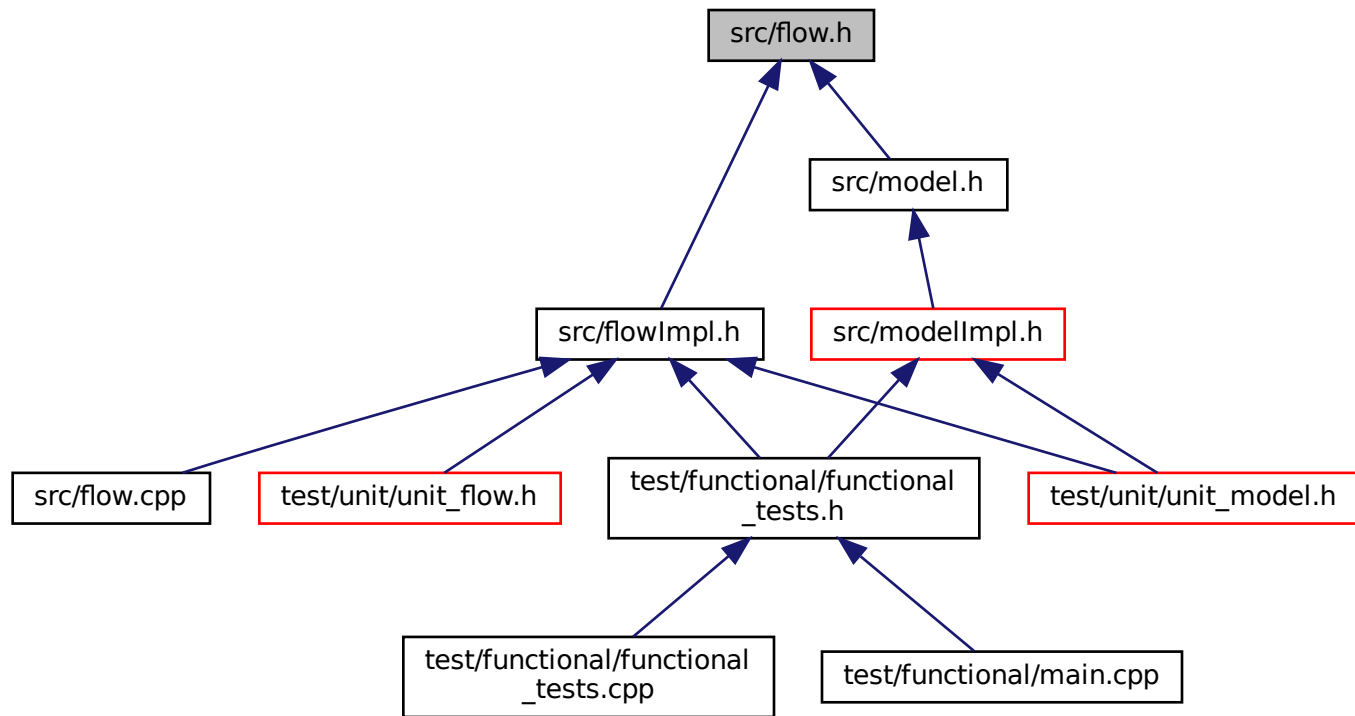 src/flow.h
src/model.h
src/flowImpl.h
src/modelImpl.h
src/flow.cpp
test/unit/unit_flow.h
test/functional/functional
_tests.h
test/unit/unit_model.h
test/functional/functional
_tests.cpp
test/functional/main.cpp